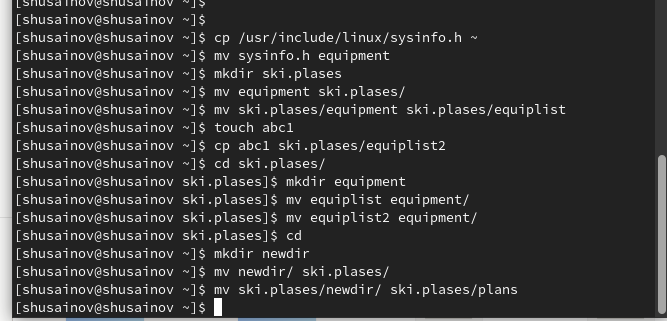 [shusainov@shusainov ~]$
[shusainov@shusainov ~]$
[shusainov@shusainov ~]$ cp /usr/include/linux/sysinfo.h ~
[shusainov@shusainov ~]$ mv sysinfo.h equipment
[shusainov@shusainov ~]$ mkdir ski.plases
[shusainov@shusainov ~]$ mv equipment ski.plases/
[shusainov@shusainov ~]$ mv ski.plases/equipment ski.plases/equiplist
[shusainov@shusainov ~]$ touch abc1
[shusainov@shusainov ~]$ cp abc1 ski.plases/equiplist2
[shusainov@shusainov ~]$ cd ski.plases/
[shusainov@shusainov ski.plases]$ mkdir equipment
[shusainov@shusainov ski.plases]$ mv equiplist equipment/
[shusainov@shusainov ski.plases]$ mv equiplist2 equipment/
[shusainov@shusainov ski.plases]$ cd
[shusainov@shusainov ~]$ mkdir newdir
[shusainov@shusainov ~]$ mv newdir/ ski.plases/
[shusainov@shusainov ~]$ mv ski.plases/newdir/ ski.plases/plans
[shusainov@shusainov ~]$